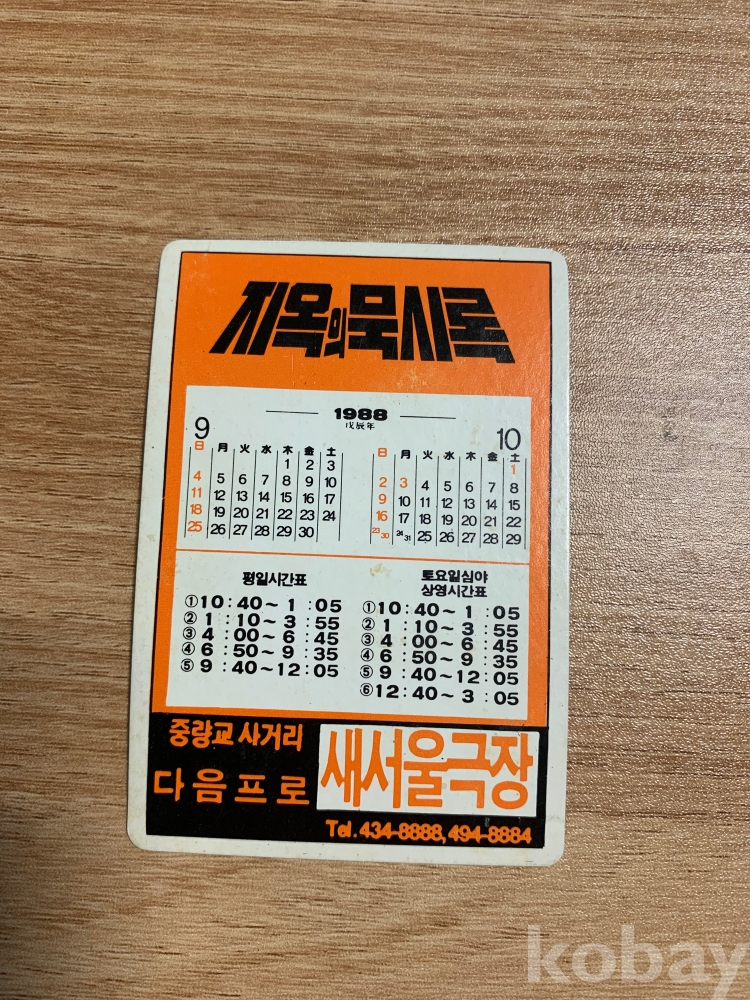 지옥의묵시록
1988
戊辰年
9
日 月 火 水 木 金 土
1 2 3
4 5 6 7 8 9 10
11 12 13 14 15 16 17
18 19 20 21 22 23 24
25 26 27 28 29 30
10
日 月 火 水 木 金 土
1
2 3 4 5 6 7 8
9 10 11 12 13 14 15
16 17 18 19 20 21 22
23 30 24 31 25 26 27 28 29
평일시간표
①10:40~1:05
②1:10~3:55
③4:00~6:45
④6:50~9:35
⑤9:40~12:05
토요일심야
상영시간표
①10:40~1:05
②1:10~3:55
③4:00~6:45
④6:50~9:35
⑤9:40~12:05
⑥12:40~3:05
중랑교 사거리
다음프로
새서울극장
Tel. 434-8888, 494-8884
kobay